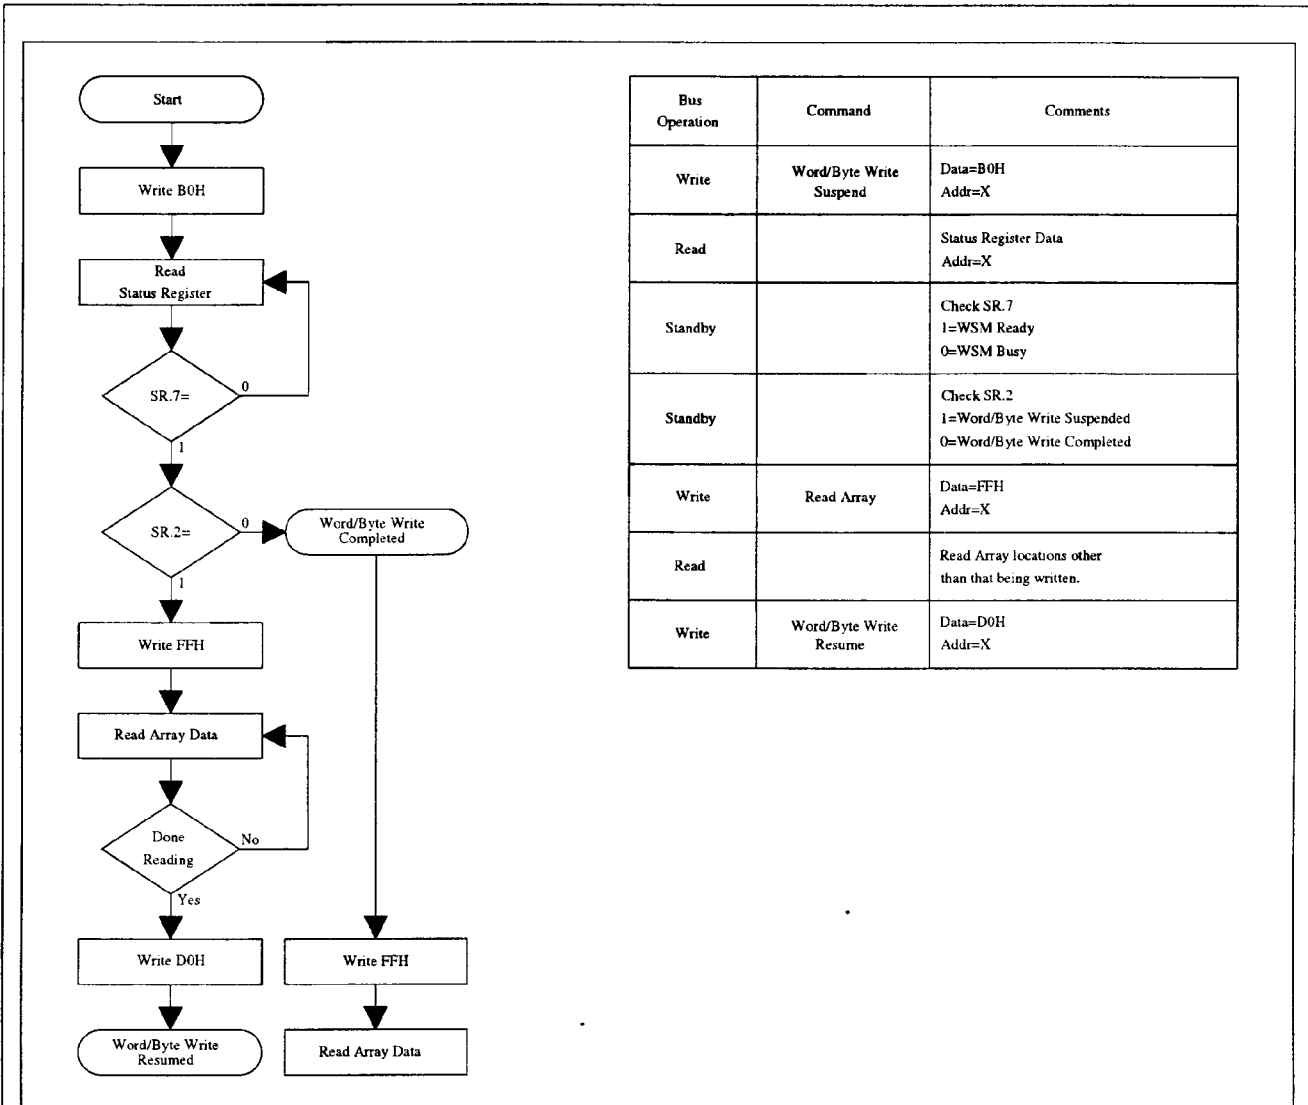 Start
Write B0H
Read
Status Register
SR.7=
0
1
SR.2=
0
Word/Byte Write
Completed
1
Write FFH
Read Array Data
Done
Reading
No
Yes
Write D0H
Write FFH
Word/Byte Write
Resumed
Read Array Data
Bus
Operation
Command
Comments
Write
Word/Byte Write
Suspend
Data=B0H
Addr=X
Read
Status Register Data
Addr=X
Standby
Check SR.7
1=WSM Ready
0=WSM Busy
Standby
Check SR.2
1=Word/Byte Write Suspended
0=Word/Byte Write Completed
Write
Read Array
Data=FFH
Addr=X
Read
Read Array locations other
than that being written.
Write
Word/Byte Write
Resume
Data=D0H
Addr=X